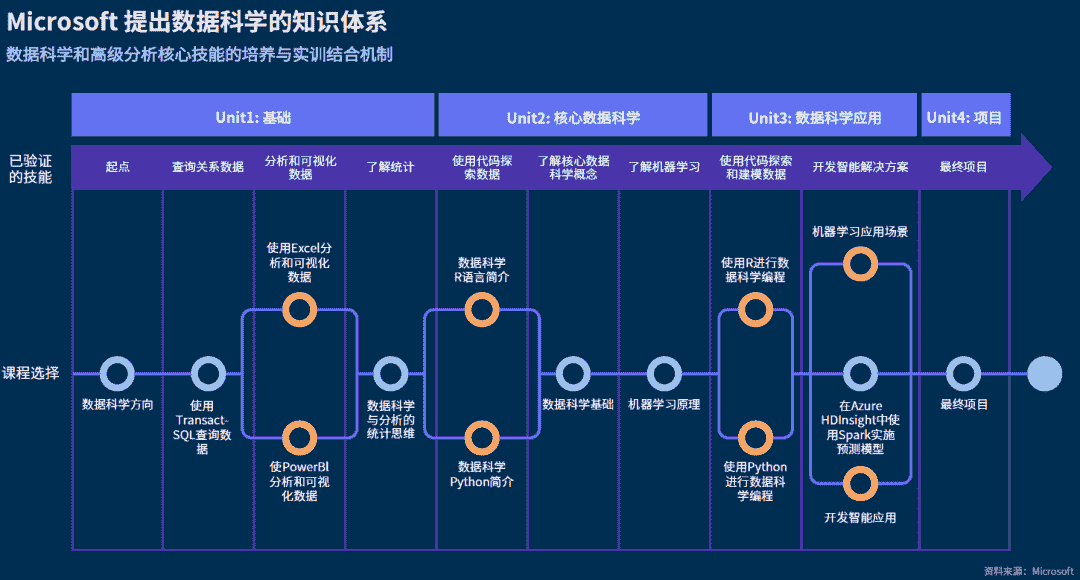 Microsoft 提出数据科学的知识体系
数据科学和高级分析核心技能的培养与实训结合机制
Unit1: 基础
Unit2: 核心数据科学
Unit3: 数据科学应用
Unit4: 项目
已验证
的技能
起点
查询关系数据
分析和可视化
数据
了解统计
使用代码探
索数据
了解核心数据
科学概念
了解机器学习
使用代码探索
和建模数据
开发智能解决方案
最终项目
课程选择
数据科学方向
使用
Transact-
SQL查询数
据
使用Excel分
析和可视化
数据
使PowerBI
分析和可视
化数据
数据科学
与分析的
统计思维
数据科学
R语言简介
数据科学
Python简介
数据科学基础
机器学习原理
使用R进行数
据科学编程
使用Python
进行数据科
学编程
机器学习应用场景
在Azure
HDInsight中使
用Spark实施
预测模型
开发智能应用
最终项目
资料来源：Microsoft